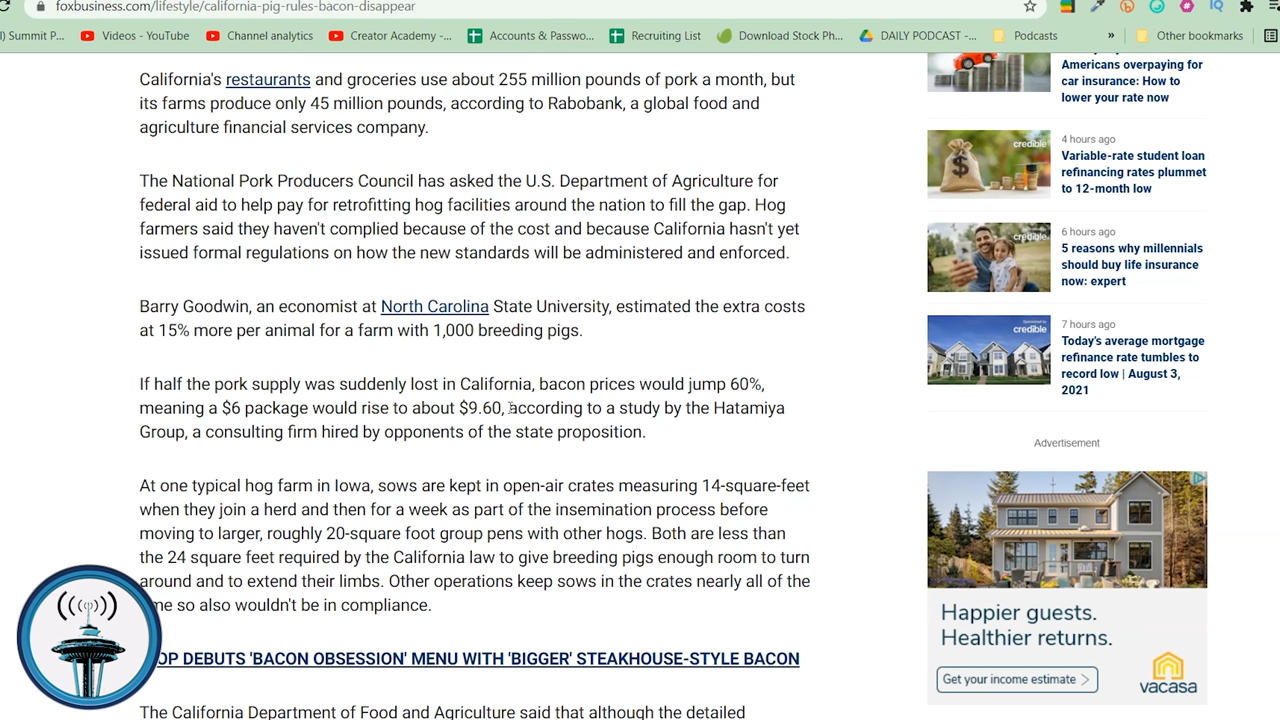 foxbusiness.com/lifestyle/california-pig-rules-bacon-disappear
Summit P...
Videos - YouTube
Channel analytics
Creator Academy -...
Accounts & Passwo...
Recruiting List
Download Stock Ph...
DAILY PODCAST -...
Podcasts
»
Other bookmarks
California's restaurants and groceries use about 255 million pounds of pork a month, but
its farms produce only 45 million pounds, according to Rabobank, a global food and
agriculture financial services company.
The National Pork Producers Council has asked the U.S. Department of Agriculture for
federal aid to help pay for retrofitting hog facilities around the nation to fill the gap. Hog
farmers said they haven't complied because of the cost and because California hasn't yet
issued formal regulations on how the new standards will be administered and enforced.
Barry Goodwin, an economist at North Carolina State University, estimated the extra costs
at 15% more per animal for a farm with 1,000 breeding pigs.
If half the pork supply was suddenly lost in California, bacon prices would jump 60%,
meaning a $6 package would rise to about $9.60, according to a study by the Hatamiya
Group, a consulting firm hired by opponents of the state proposition.
At one typical hog farm in Iowa, sows are kept in open-air crates measuring 14-square-feet
when they join a herd and then for a week as part of the insemination process before
moving to larger, roughly 20-square foot group pens with other hogs. Both are less than
the 24 square feet required by the California law to give breeding pigs enough room to turn
around and to extend their limbs. Other operations keep sows in the crates nearly all of the
me so also wouldn't be in compliance.
OP DEBUTS 'BACON OBSESSION' MENU WITH 'BIGGER' STEAKHOUSE-STYLE BACON
The California Department of Food and Agriculture said that although the detailed
Americans overpaying for
car insurance: How to
lower your rate now
credible
4 hours ago
Variable-rate student loan
refinancing rates plummet
to 12-month low
credible
6 hours ago
5 reasons why millennials
should buy life insurance
now: expert
credible
7 hours ago
Today's average mortgage
refinance rate tumbles to
record low | August 3,
2021
Advertisement
Happier guests.
Healthier returns.
Get your income estimate >
vacasa